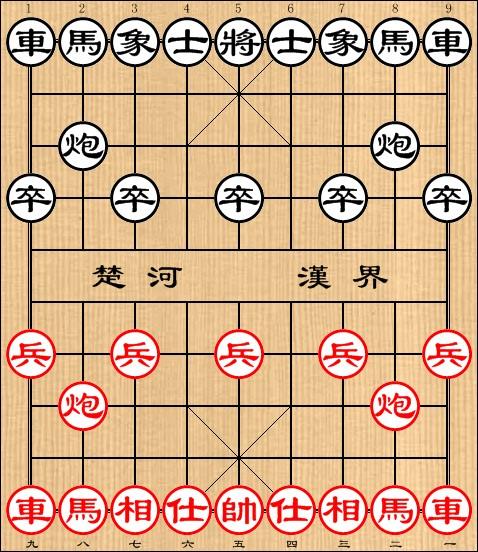 1 2 3 4 5 6 7 8 9
車 馬 象 士 將 士 象 馬 車
炮 炮
卒 卒 卒 卒 卒
楚 河 漢 界
兵 兵 兵 兵 兵
炮 炮
車 馬 相 仕 帥 仕 相 馬 車
九 八 七 六 五 四 三 二 一